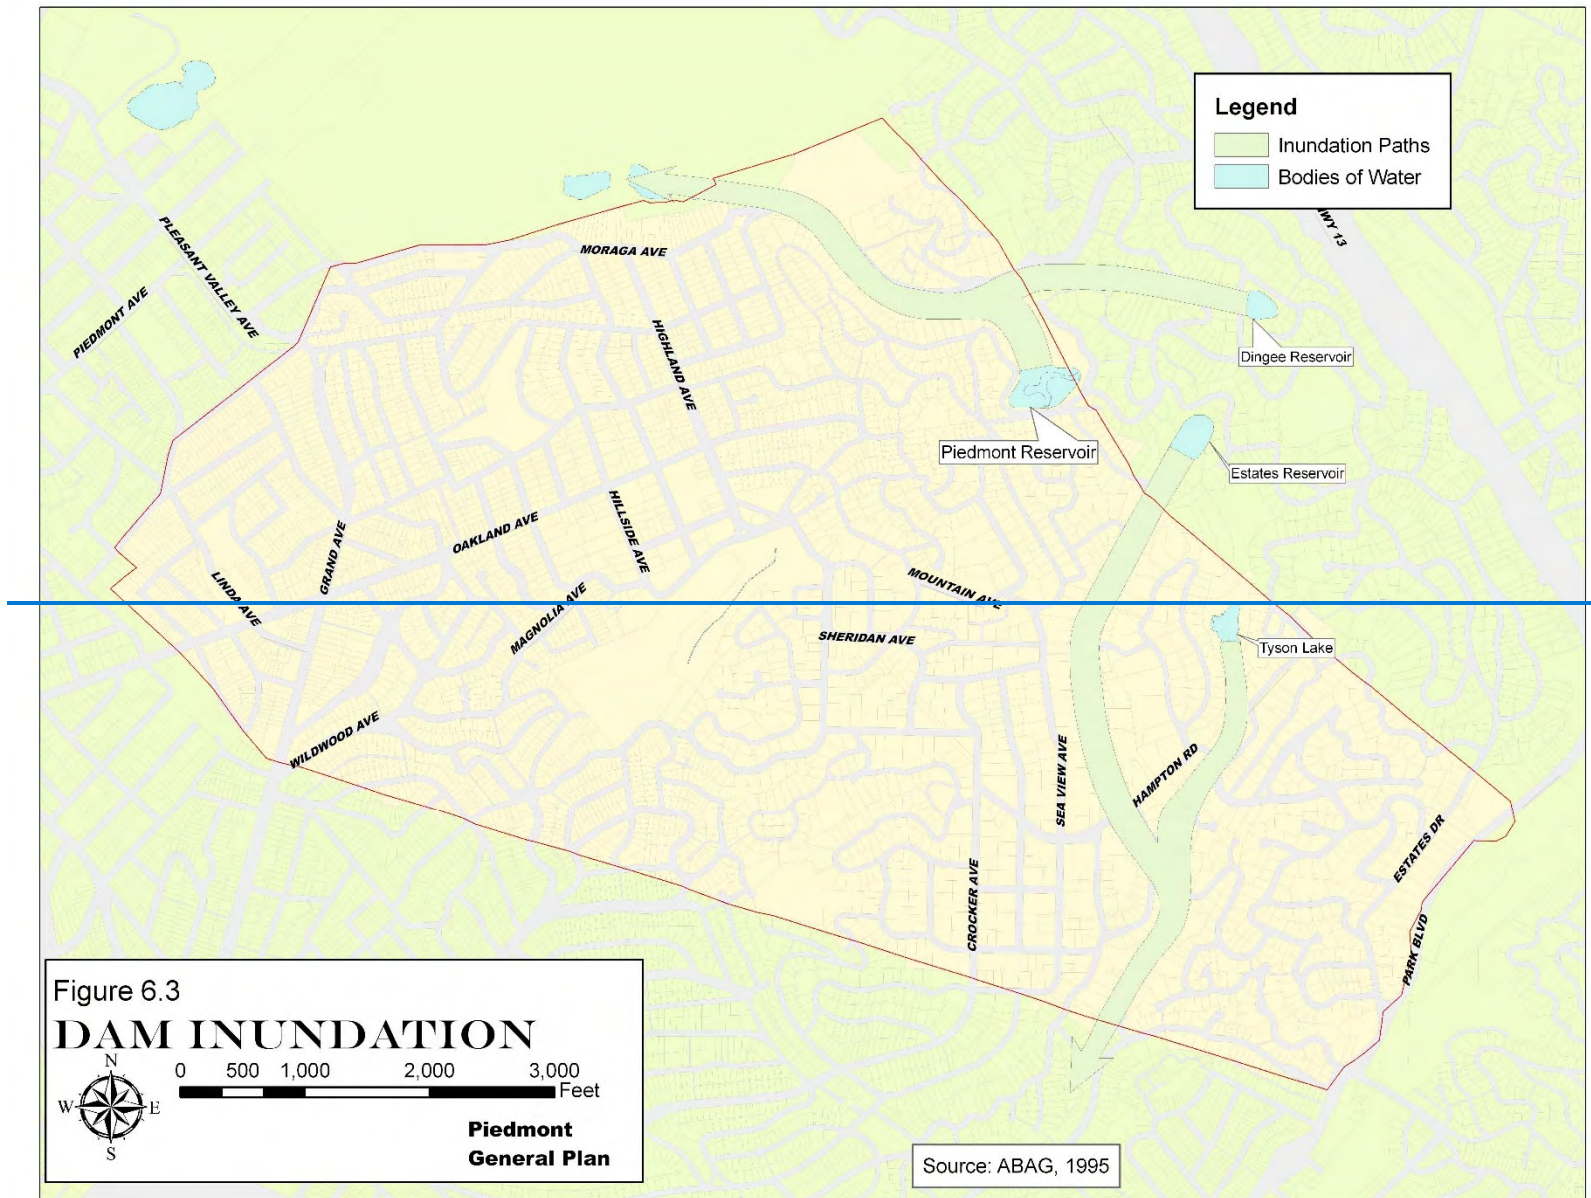 Legend
Inundation Paths
Bodies of Water
HWY 13
PLEASANT VALLEY AVE
PIEDMONT AVE
MORAGA AVE
HIGHLAND AVE
Dingee Reservoir
Piedmont Reservoir
Estates Reservoir
HILLSIDE AVE
OAKLAND AVE
GRAND AVE
LINDA AVE
MAGNOLIA AVE
MOUNTAIN AVE
SHERIDAN AVE
Tyson Lake
WILDWOOD AVE
SEA VIEW AVE
HAMPTON RD
CROCKER AVE
ESTATES DR
PARK BLVD
Figure 6.3
DAM INUNDATION
N
W E
S
0 500 1,000 2,000 3,000
Feet
Piedmont
General Plan
Source: ABAG, 1995